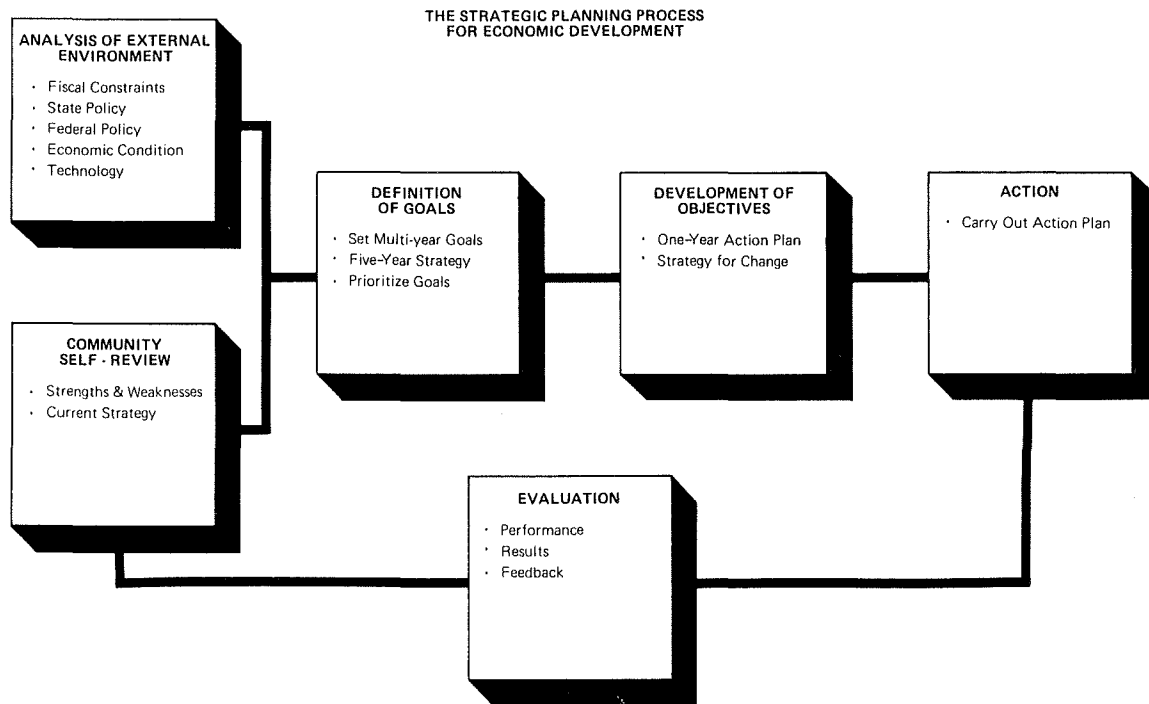 THE STRATEGIC PLANNING PROCESS
FOR ECONOMIC DEVELOPMENT
ANALYSIS OF EXTERNAL
ENVIRONMENT
· Fiscal Constraints
· State Policy
· Federal Policy
· Economic Condition
· Technology
COMMUNITY
SELF - REVIEW
· Strengths & Weaknesses
· Current Strategy
DEFINITION
OF GOALS
· Set Multi-year Goals
· Five-Year Strategy
· Prioritize Goals
DEVELOPMENT OF
OBJECTIVES
· One-Year Action Plan
· Strategy for Change
ACTION
· Carry Out Action Plan
EVALUATION
· Performance
· Results
· Feedback